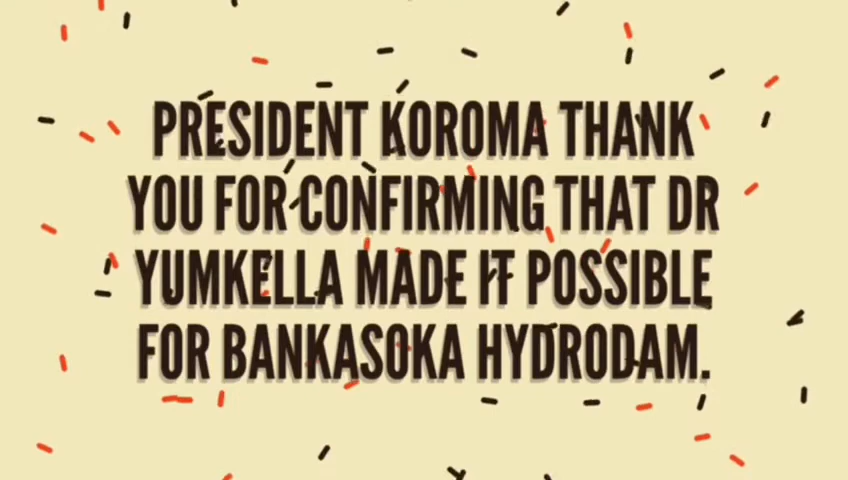 PRESIDENT KOROMA THANK
YOU FOR CONFIRMING THAT DR
YUMKELLA MADE IT POSSIBLE
FOR BANKASOKA HYDRODAM.